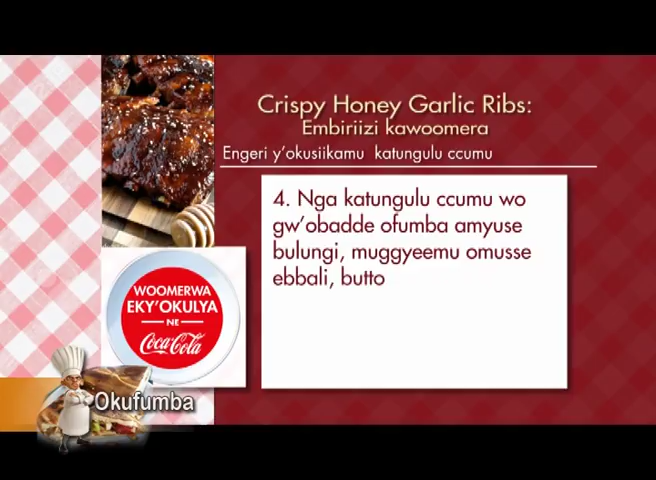 Crispy Honey Garlic Ribs:
Embiriizi kawoomera
Engeri y'okusiikamu katungulu ccumu
4. Nga katungulu ccumu wo
gw'obadde ofumba amyuse
bulungi, muggyeemu omusse
ebbali, butto
WOOMERWA
EKY'OKULYA
NE
Coca-Cola
Okufumba